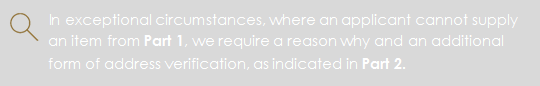 In exceptional circumstances, where an applicant cannot supply
an item from Part 1, we require a reason why and an additional
form of address verification, as indicated in Part 2.